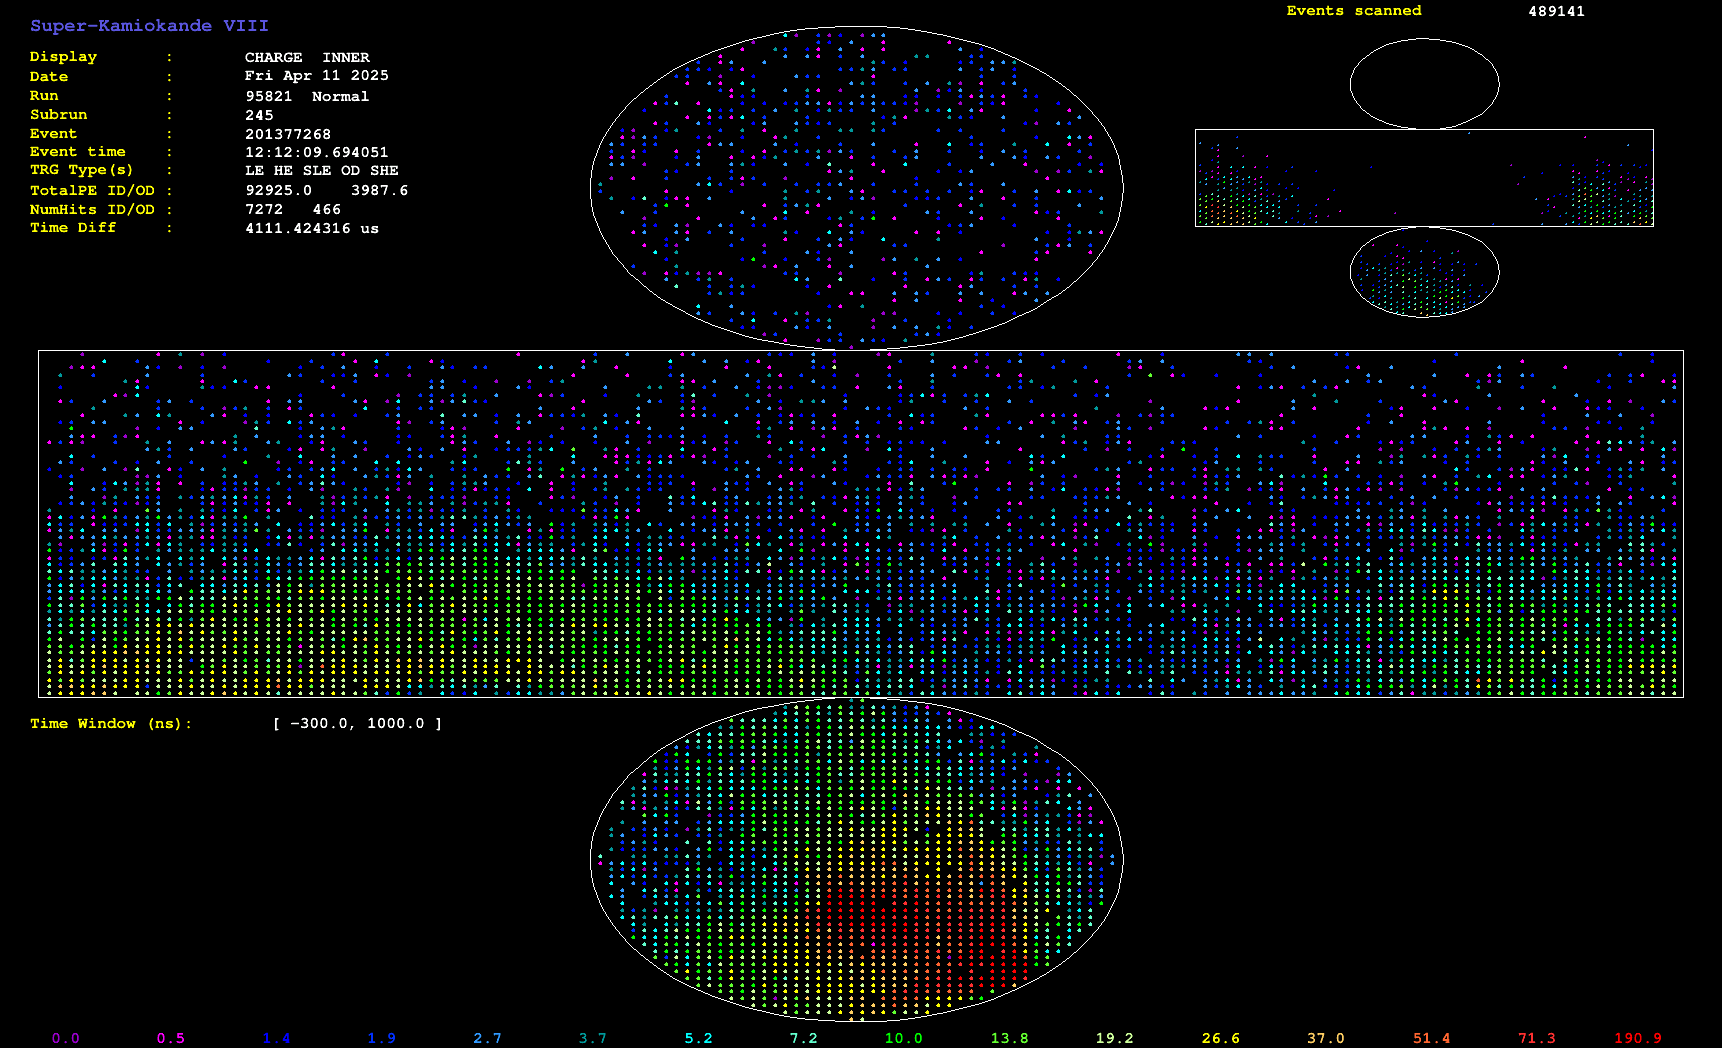 Super-Kamiokande VIII
Events scanned 489141
Display : CHARGE INNER
Date : Fri Apr 11 2025
Run : 95821 Normal
Subrun : 245
Event : 201377268
Event time : 12:12:09.694051
TRG Type(s) : LE HE SLE OD SHE
TotalPE ID/OD : 92925.0 3987.6
NumHits ID/OD : 7272 466
Time Diff : 4111.424316 us
Time Window (ns): [ -300.0, 1000.0 ]
0.0 0.5 1.4 1.9 2.7 3.7 5.2 7.2 10.0 13.8 19.2 26.6 37.0 51.4 71.3 190.9